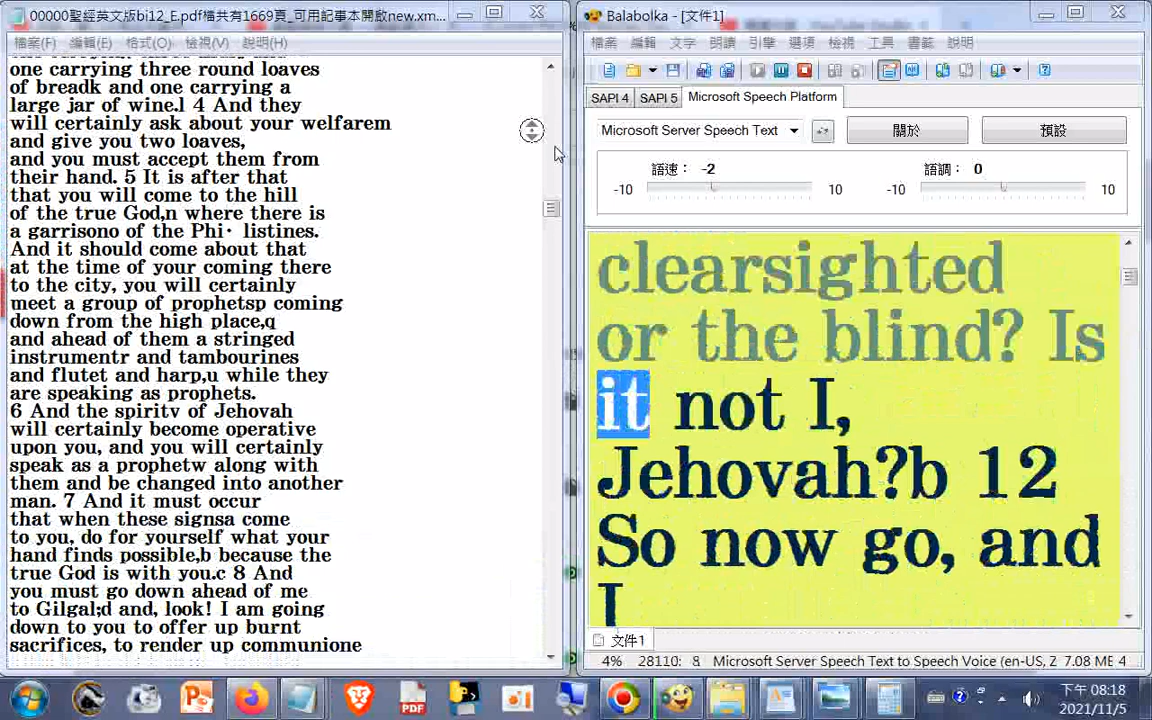 00000聖經英文版bi12_E.pdf檔共有1669頁_可用記事本開啟new.xm...
檔案(F) 編輯(E) 格式(O) 檢視(V) 說明(H)
one carrying three round loaves
of breadk and one carrying a
large jar of wine.l 4 And they
will certainly ask about your welfarem
and give you two loaves,
and you must accept them from
their hand. 5 It is after that
that you will come to the hill
of the true God,n where there is
a garrisono of the Phi· listines.
And it should come about that
at the time of your coming there
to the city, you will certainly
meet a group of prophetsp coming
down from the high place,q
and ahead of them a stringed
instrumentr and tambourines
and flutet and harp,u while they
are speaking as prophets.
6 And the spiritv of Jehovah
will certainly become operative
upon you, and you will certainly
speak as a prophetw along with
them and be changed into another
man. 7 And it must occur
that when these signsa come
to you, do for yourself what your
hand finds possible,b because the
true God is with you.c 8 And
you must go down ahead of me
to Gilgal;d and, look! I am going
down to you to offer up burnt
sacrifices, to render up communione
Balabolka - [文件1]
檔案 編輯 文字 朗讀 引擎 選項 檢視 工具 書籤 說明
SAPI 4 SAPI 5 Microsoft Speech Platform
Microsoft Server Speech Text 關於 預設
語速： -2 語調： 0
-10 10 -10 10
clearsighted
or the blind? Is
it not I,
Jehovah?b 12
So now go, and
I
文件1
4% 28110: 8 Microsoft Server Speech Text to Speech Voice (en-US, Z 7.08 ME 4
PDF
下午 08:18
2021/11/5